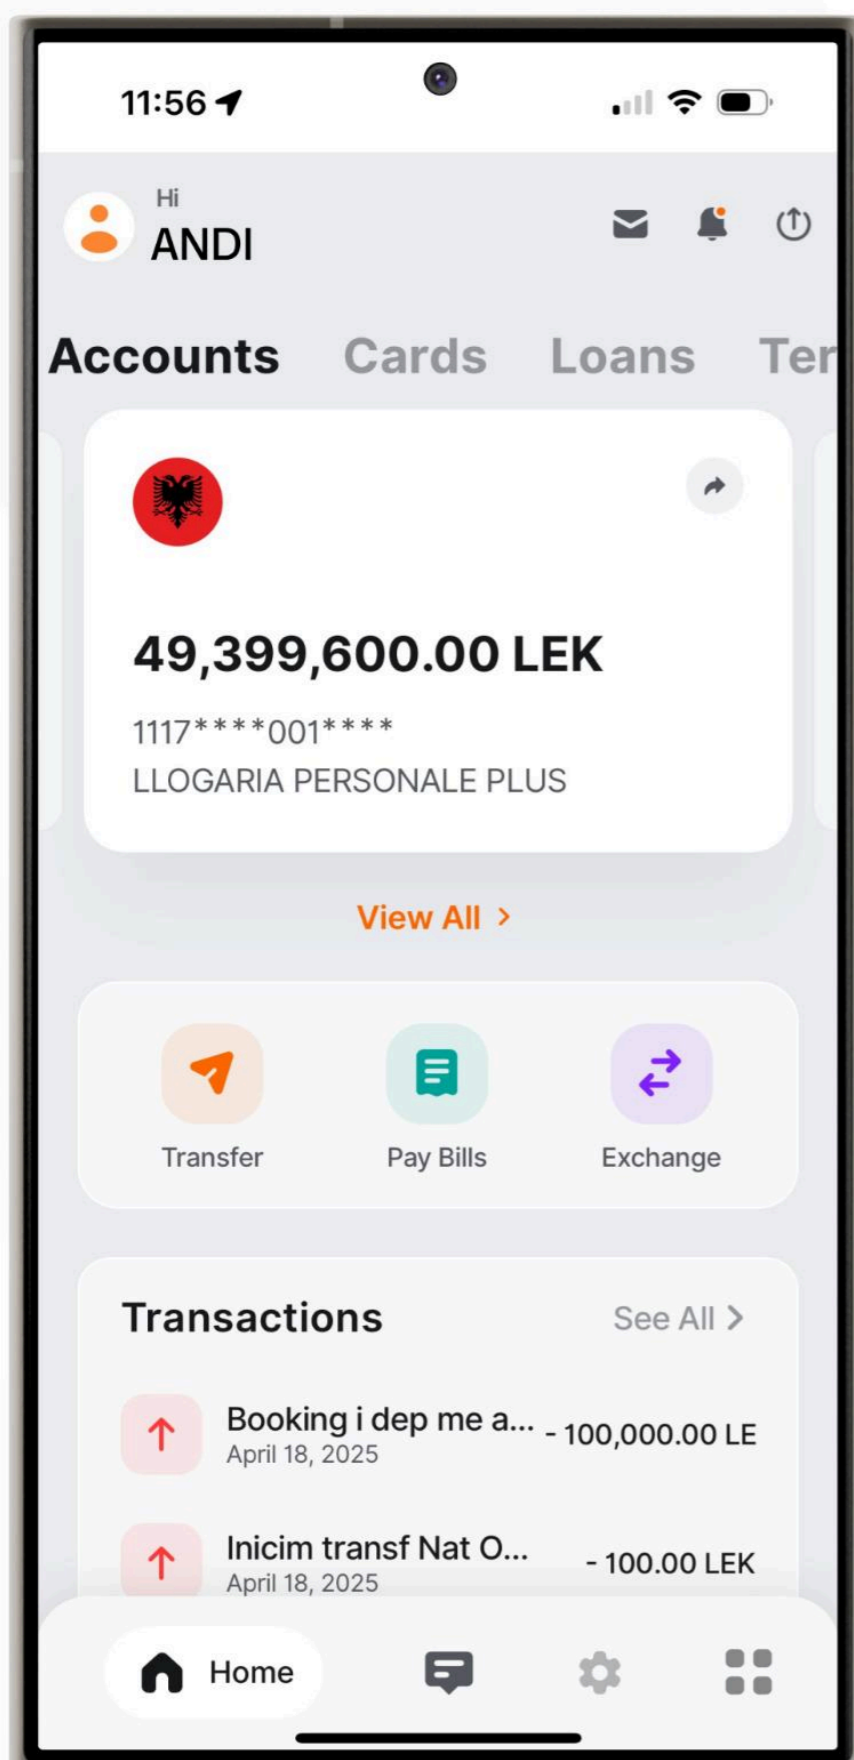 11:56
Hi
ANDI
Accounts Cards Loans Ter
49,399,600.00 LEK
1117****001****
LLOGARIA PERSONALE PLUS
View All
Transfer Pay Bills Exchange
Transactions See All
Booking i dep me a... - 100,000.00 LE
April 18, 2025
Inicim transf Nat O... - 100.00 LEK
April 18, 2025
Home